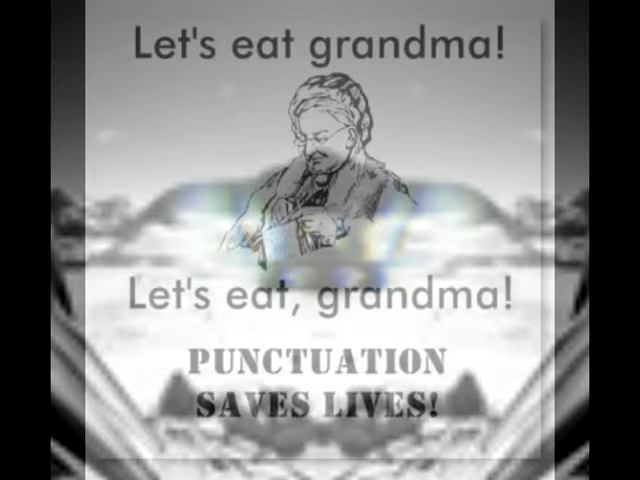 Let's eat grandma!
Let's eat, grandma!
PUNCTUATION
SAVES LIVES!